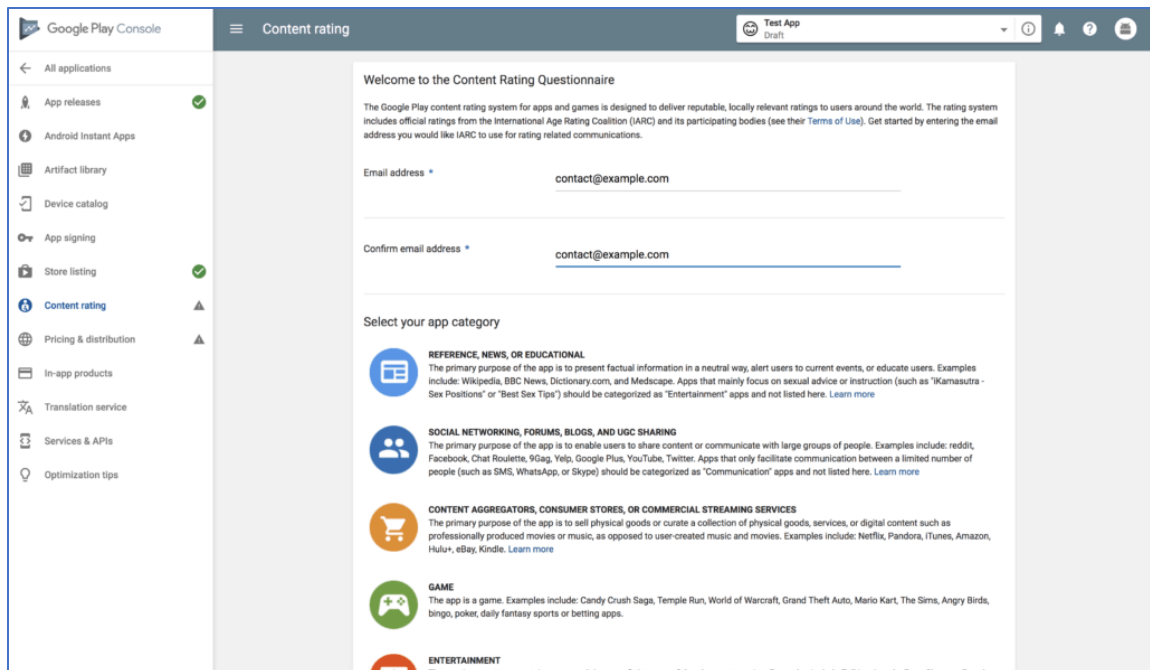 Google Play Console
Content rating
Test App
Draft
All applications
App releases
Android Instant Apps
Artifact library
Device catalog
App signing
Store listing
Content rating
Pricing & distribution
In-app products
Translation service
Services & APIs
Optimization tips
Welcome to the Content Rating Questionnaire
The Google Play content rating system for apps and games is designed to deliver reputable, locally relevant ratings to users around the world. The rating system
includes official ratings from the International Age Rating Coalition (IARC) and its participating bodies (see their Terms of Use). Get started by entering the email
address you would like IARC to use for rating related communications.
Email address *
contact@example.com
Confirm email address *
contact@example.com
Select your app category
REFERENCE, NEWS, OR EDUCATIONAL
The primary purpose of the app is to present factual information in a neutral way, alert users to current events, or educate users. Examples
include: Wikipedia, BBC News, Dictionary.com, and Medscape. Apps that mainly focus on sexual advice or instruction (such as "iKamasutra -
Sex Positions" or "Best Sex Tips") should be categorized as "Entertainment" apps and not listed here. Learn more
SOCIAL NETWORKING, FORUMS, BLOGS, AND UGC SHARING
The primary purpose of the app is to enable users to share content or communicate with large groups of people. Examples include: reddit,
Facebook, Chat Roulette, 9Gag, Yelp, Google Plus, YouTube, Twitter. Apps that only facilitate communication between a limited number of
people (such as SMS, WhatsApp, or Skype) should be categorized as "Communication" apps and not listed here. Learn more
CONTENT AGGREGATORS, CONSUMER STORES, OR COMMERCIAL STREAMING SERVICES
The primary purpose of the app is to sell physical goods or curate a collection of physical goods, services, or digital content such as
professionally produced movies or music, as opposed to user-created music and movies. Examples include: Netflix, Pandora, iTunes, Amazon,
Hulu+, eBay, Kindle. Learn more
GAME
The app is a game. Examples include: Candy Crush Saga, Temple Run, World of Warcraft, Grand Theft Auto, Mario Kart, The Sims, Angry Birds,
bingo, poker, daily fantasy sports or betting apps.
ENTERTAINMENT